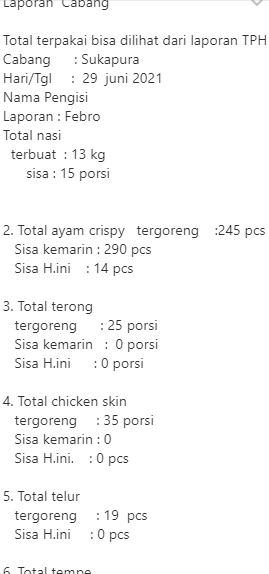 Laporan Cabang
Total terpakai bisa dilihat dari laporan TPH
Cabang : Sukapura
Hari/Tgl : 29 juni 2021
Nama Pengisi
Laporan : Febro
Total nasi
terbuat : 13 kg
sisa : 15 porsi
2. Total ayam crispy tergoreng :245 pcs
Sisa kemarin : 290 pcs
Sisa H.ini : 14 pcs
3. Total terong
tergoreng : 25 porsi
Sisa kemarin : 0 porsi
Sisa H.ini : 0 porsi
4. Total chicken skin
tergoreng : 35 porsi
Sisa kemarin : 0
Sisa H.ini. : 0 pcs
5. Total telur
tergoreng : 19 pcs
Sisa H.ini : 0 pcs
6. Total tempe